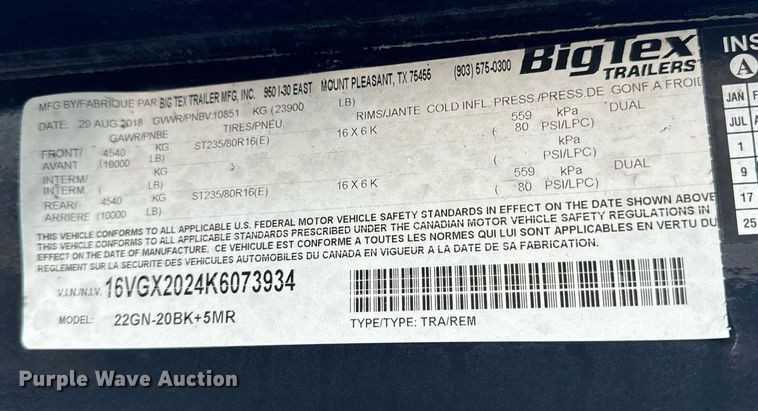 MFG BY/FABRIQUE PAR BIG TEX TRAILER MFG, INC. 950 I-30 EAST MOUNT PLEASANT, TX 75455 (903) 575-0300
BigTex
TRAILERS
DATE: 29 AUG 2018 GVWR/PNBV 10851 KG (23900 LB)
GAWR/PNBE TIRES/PNEU. RIMS/JANTE COLD INFL. PRESS./PRESS.DE GONF A FROID
FRONT/ 4540 KG ST235/80R16(E) 16 X 6 K 559 kPa DUAL
AVANT (10000 LB) ( 80 PSI/LPC)
INTERM/ KG kPa
INTERM. ( LB) ( PSI/LPC)
REAR/ 4540 KG ST235/80R16(E) 16 X 6 K 559 kPa DUAL
ARRIERE (10000 LB) ( 80 PSI/LPC)
THIS VEHICLE CONFORMS TO ALL APPLICABLE U.S. FEDERAL MOTOR VEHICLE SAFETY STANDARDS IN EFFECT ON THE DATE SHOWN ABOVE
THIS VEHICLE CONFORMS TO ALL APPLICABLE STANDARDS PRESCRIBED UNDER THE CANADIAN MOTOR VEHICLE SAFETY REGULATIONS IN
EFFECT ON THE DATE OF MANUFACTURE. CE VEHICULE EST CONFORME A TOUTES LES NORMES QUI LUI SONT APPLICABLES EN VERTU DU
REGLEMENT SUR LA SECURITE DES VEHICULES AUTOMOBILES DU CANADA EN VIGUEUR A LA DATE DE SA FABRICATION.
V.I.N./N.I.V. 16VGX2024K6073934
MODEL: 22GN-20BK+5MR
TYPE/TYPE: TRA/REM
INS
A
JAN F
JUL A
1
9
17
25
Purple Wave Auction